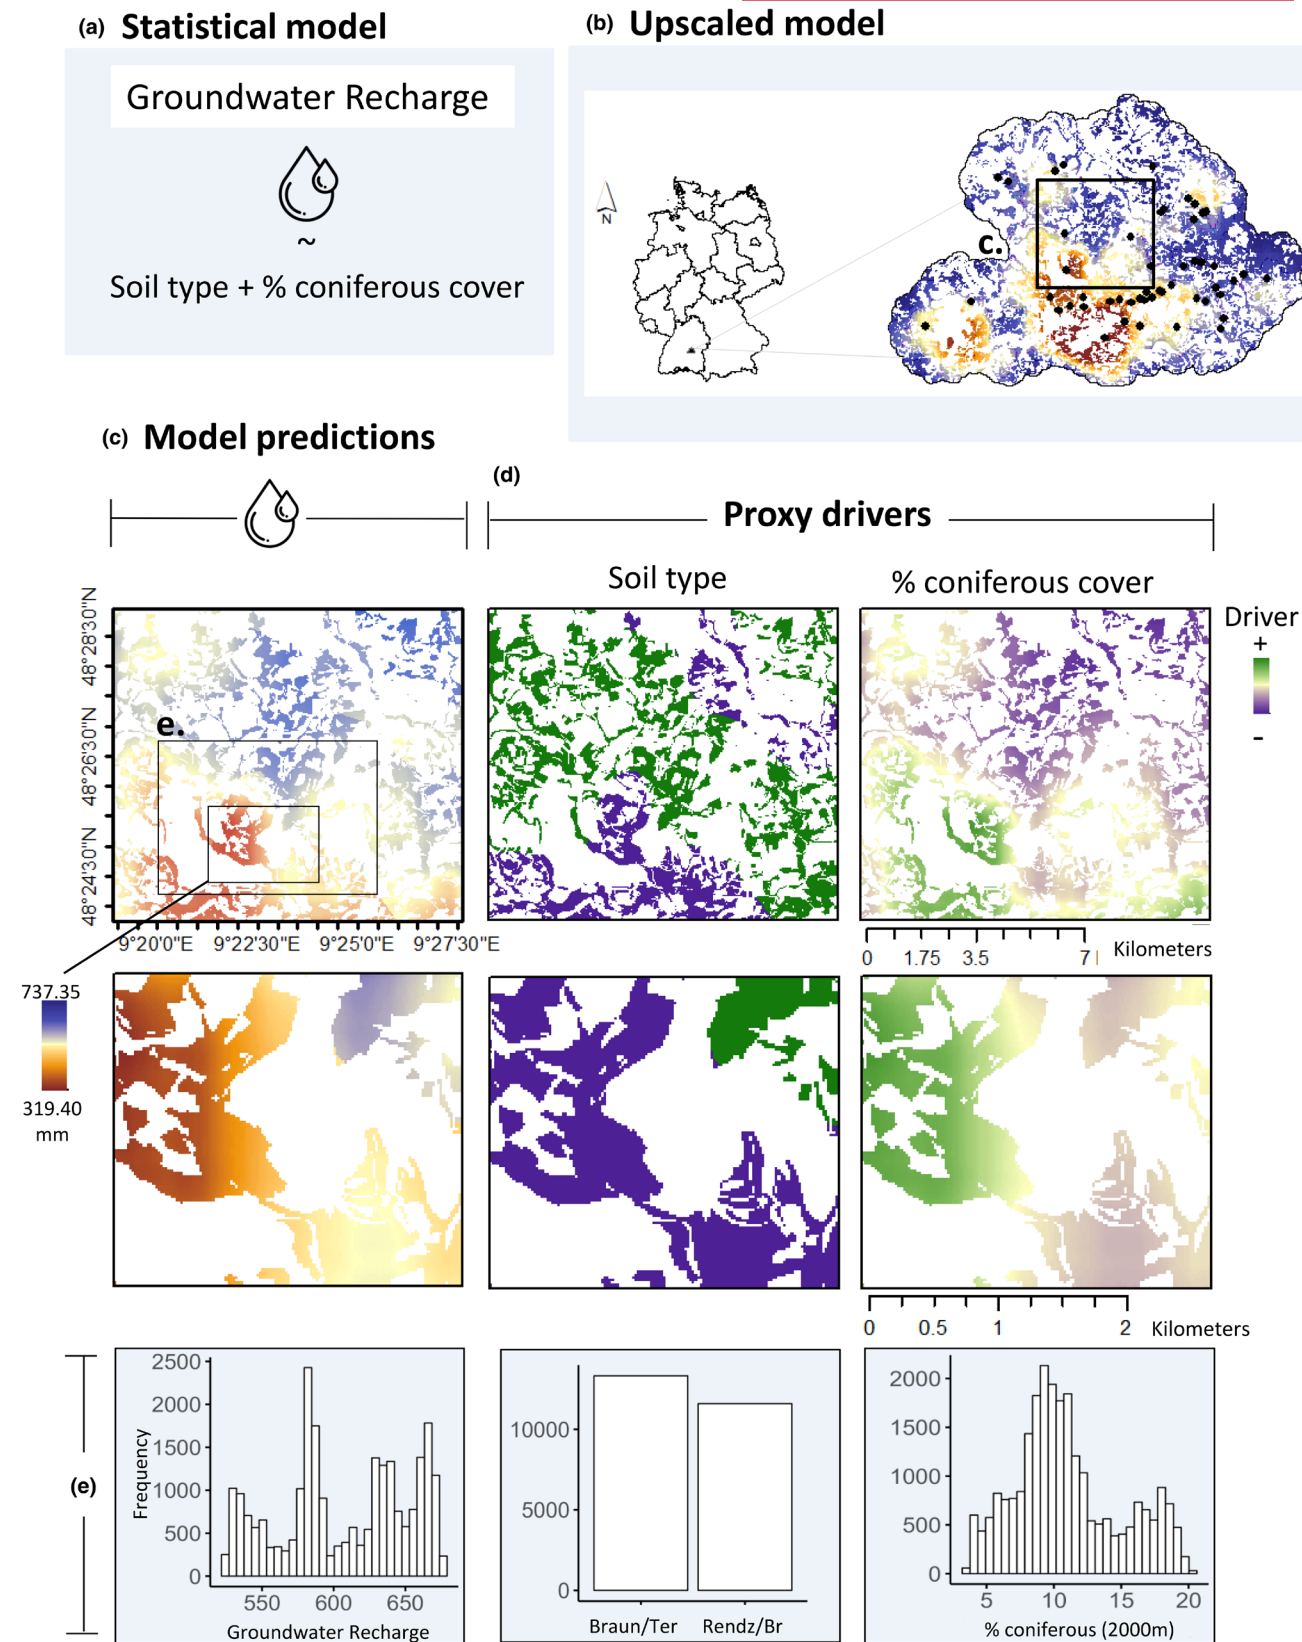 (a) Statistical model
(b) Upscaled model
Groundwater Recharge
~
Soil type + % coniferous cover
N
c.
(c) Model predictions
(d)
Proxy drivers
Soil type
% coniferous cover
Driver
+
-
48°28'30"N
48°26'30"N
48°24'30"N
e.
9°20'0"E 9°22'30"E 9°25'0"E 9°27'30"E
0 1.75 3.5 7 Kilometers
737.35
319.40
mm
0 0.5 1 2 Kilometers
(e)
Frequency
2500
2000
1500
1000
500
0
550 600 650
Groundwater Recharge
10000
5000
0
Braun/Ter Rendz/Br
2000
1500
1000
500
0
5 10 15 20
% coniferous (2000m)